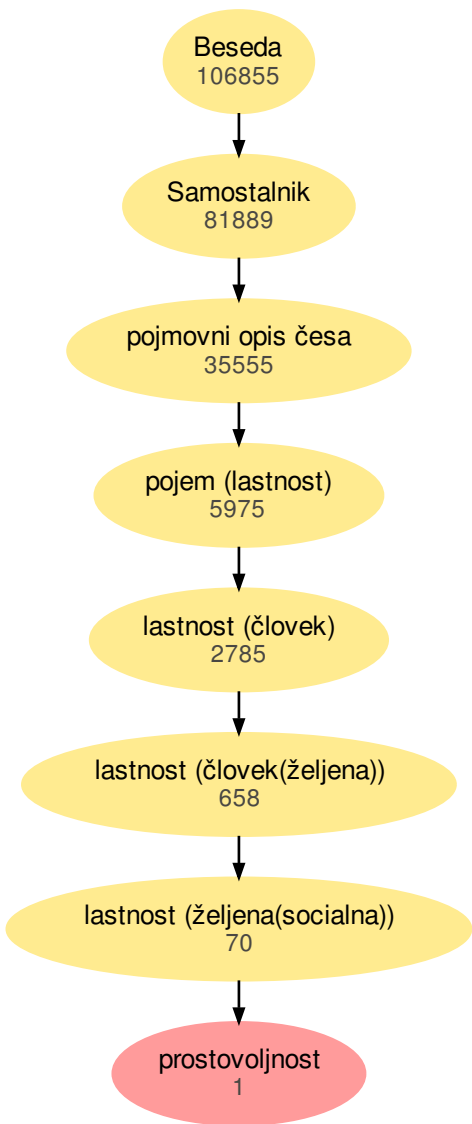 Beseda
106855
Samostalnik
81889
pojmovni opis česa
35555
pojem (lastnost)
5975
lastnost (človek)
2785
lastnost (človek(željena))
658
lastnost (željena(socialna))
70
prostovoljnost
1